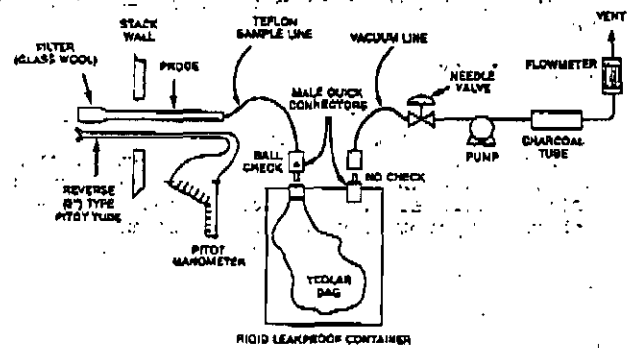 STACK
WALL
TEFLON
SAMPLE LINE
VACUUM LINE
VENT
FILTER
(GLASS WOOL)
PROBE
FLOWMETER
NEEDLE
VALVE
MALE QUICK
CONNECTORS
BALL
CHECK
NO CHECK
PUMP
CHARCOAL
TUBE
REVERSE
(S") TYPE
PITOT TUBE
PITOT
MANOMETER
TEDLAR
BAG
RIGID LEAKPROOF CONTAINER